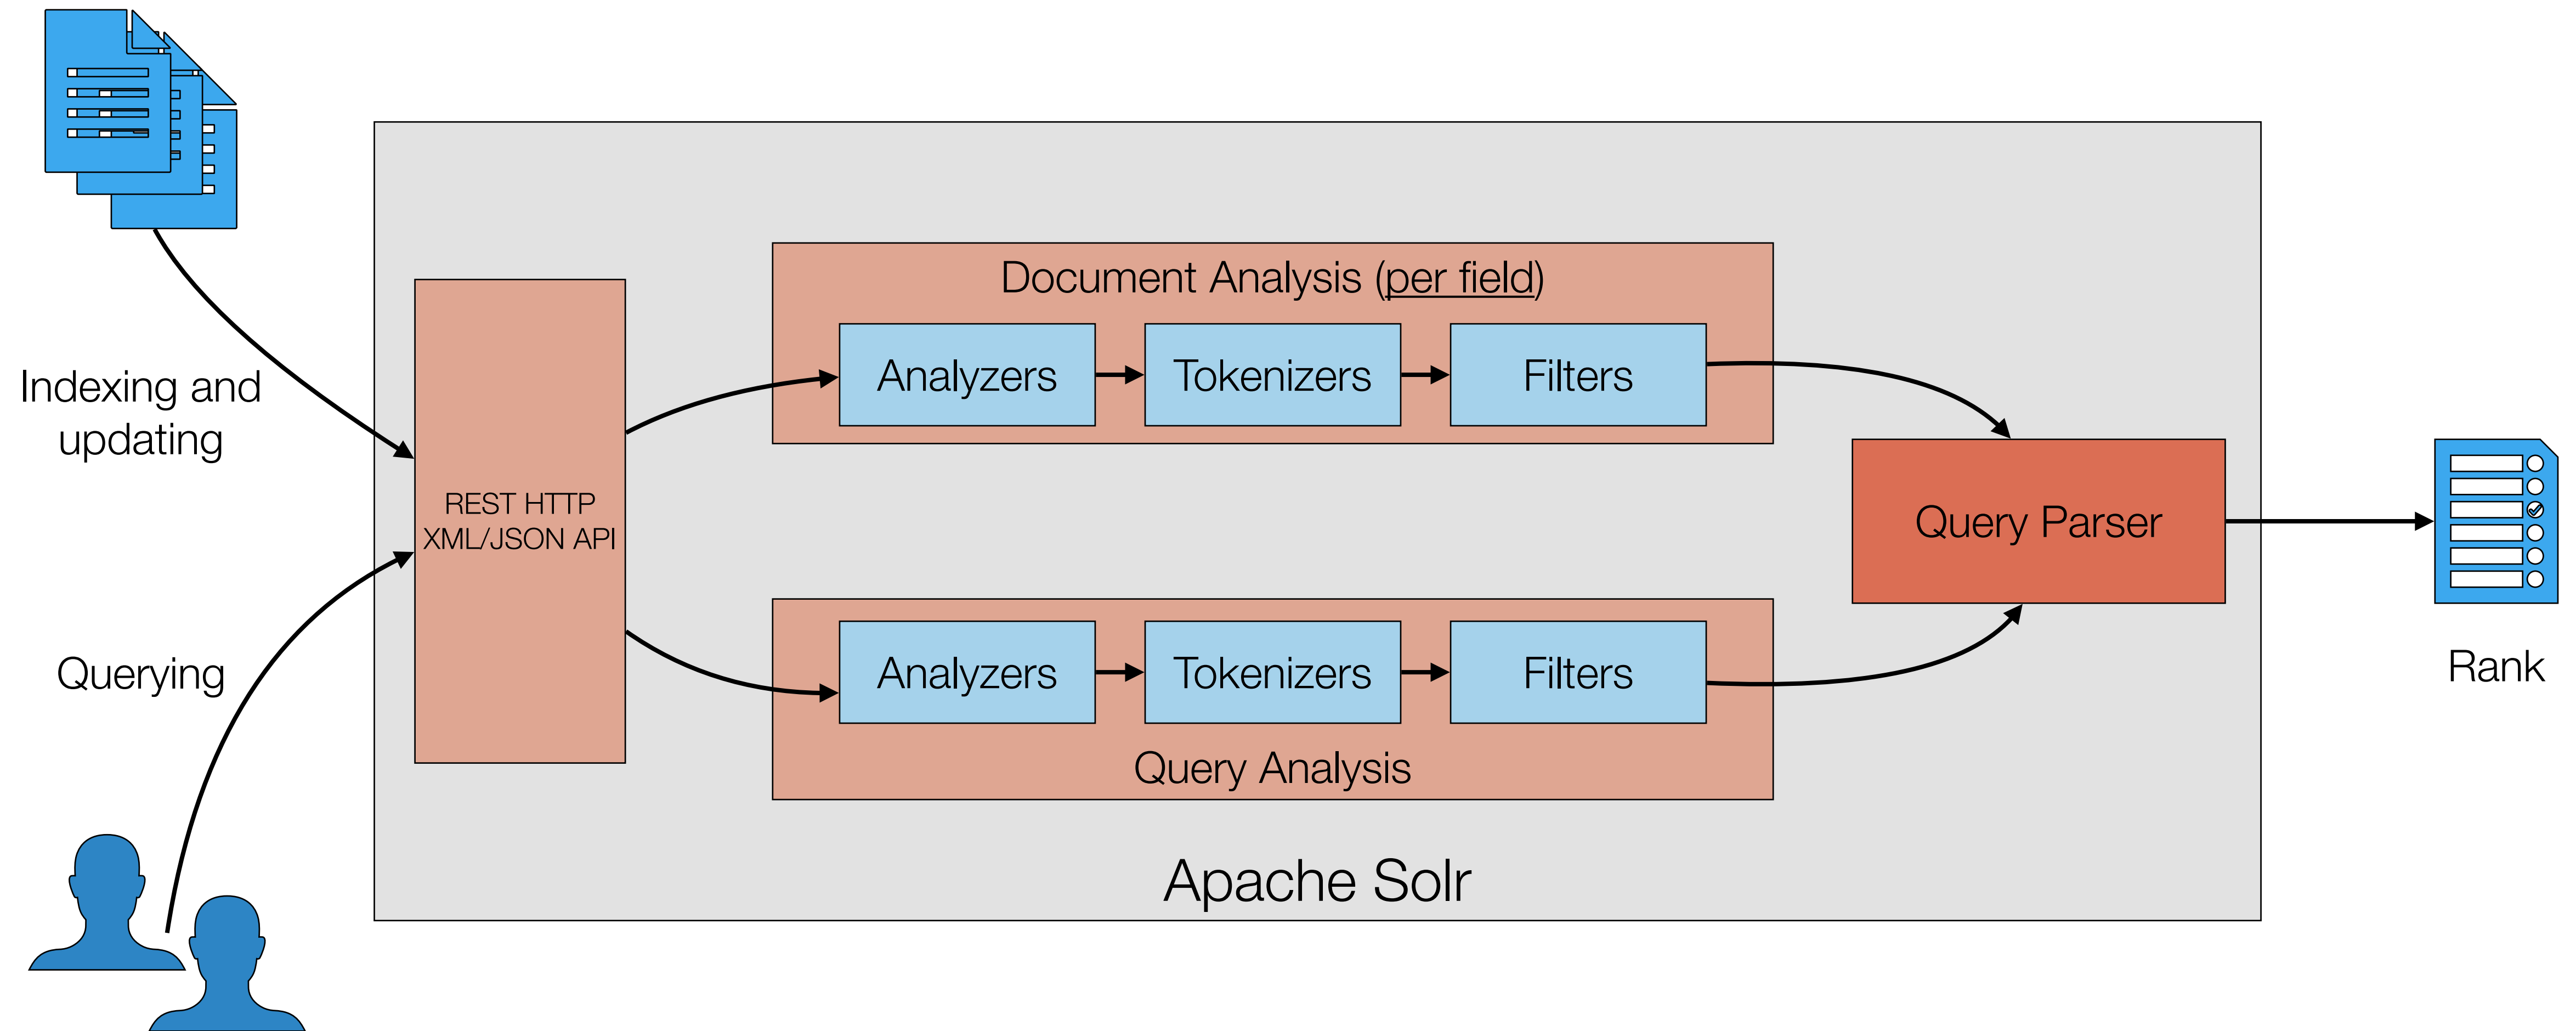 Indexing and
updating
Querying
REST HTTP
XML/JSON API
Document Analysis (per field)
Analyzers
Tokenizers
Filters
Analyzers
Tokenizers
Filters
Query Analysis
Query Parser
Rank
Apache Solr